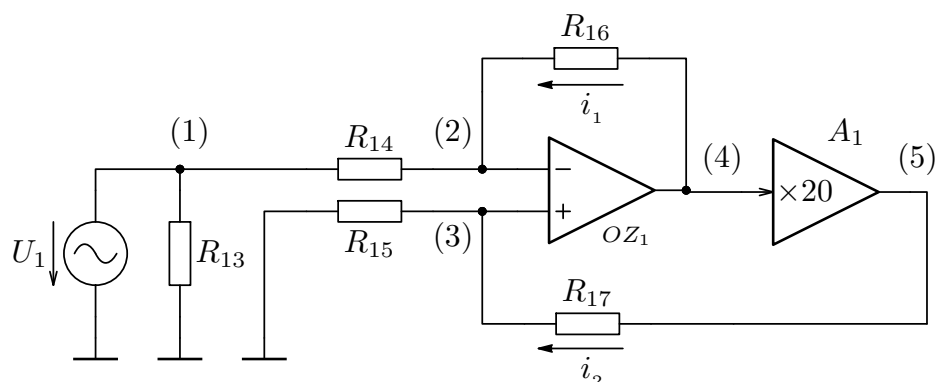 R₁₆
i₁
(1)
R₁₄
(2)
(4)
A₁
(5)
−
×20
+
U₁
R₁₃
R₁₅
(3)
OZ₁
R₁₇
i₂